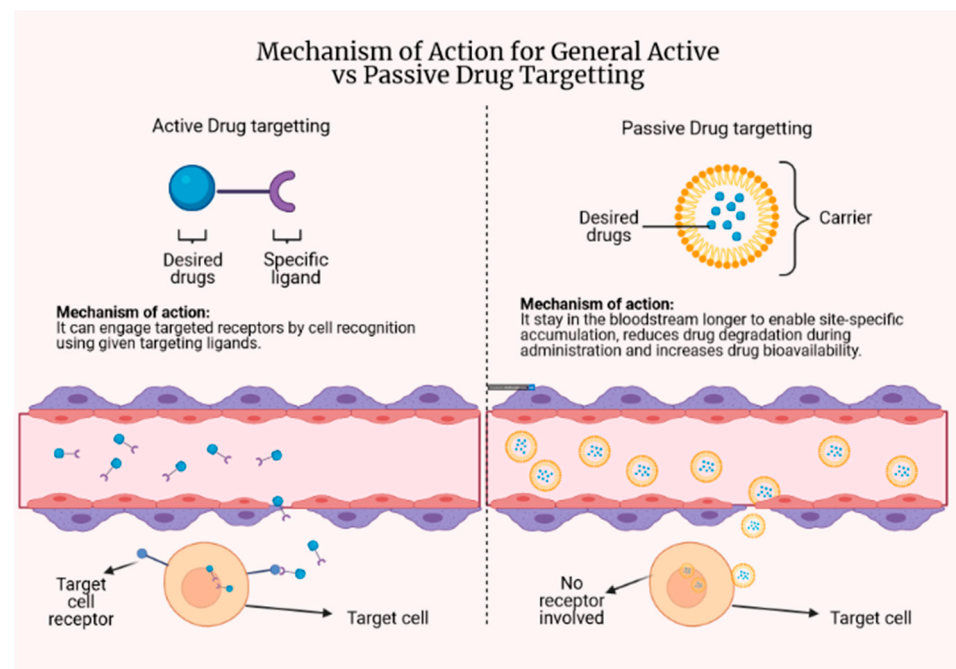 Mechanism of Action for General Active
vs Passive Drug Targetting
Active Drug targetting
Desired
drugs
Specific
ligand
Mechanism of action:
It can engage targeted receptors by cell recognition
using given targeting ligands.
Passive Drug targetting
Desired
drugs
Carrier
Mechanism of action:
It stay in the bloodstream longer to enable site-specific
accumulation, reduces drug degradation during
administration and increases drug bioavailability.
Target
cell
receptor
Target cell
No
receptor
involved
Target cell